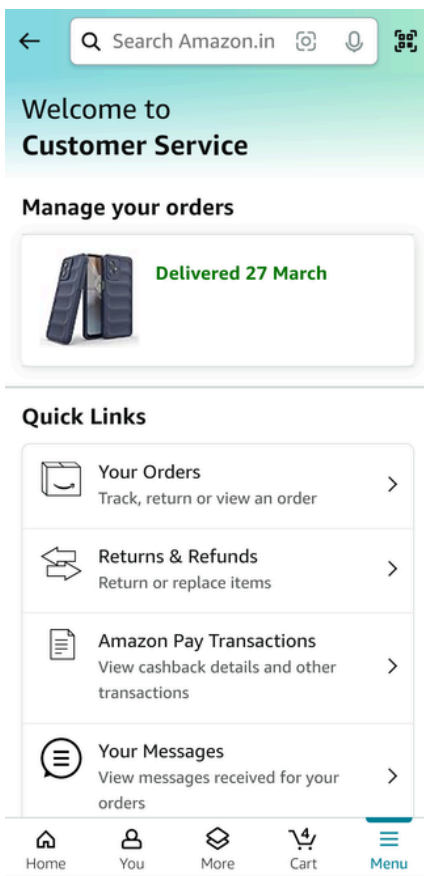 Search Amazon.in
Welcome to
Customer Service
Manage your orders
Delivered 27 March
Quick Links
Your Orders
Track, return or view an order
Returns & Refunds
Return or replace items
Amazon Pay Transactions
View cashback details and other
transactions
Your Messages
View messages received for your
orders
4
Home You More Cart Menu